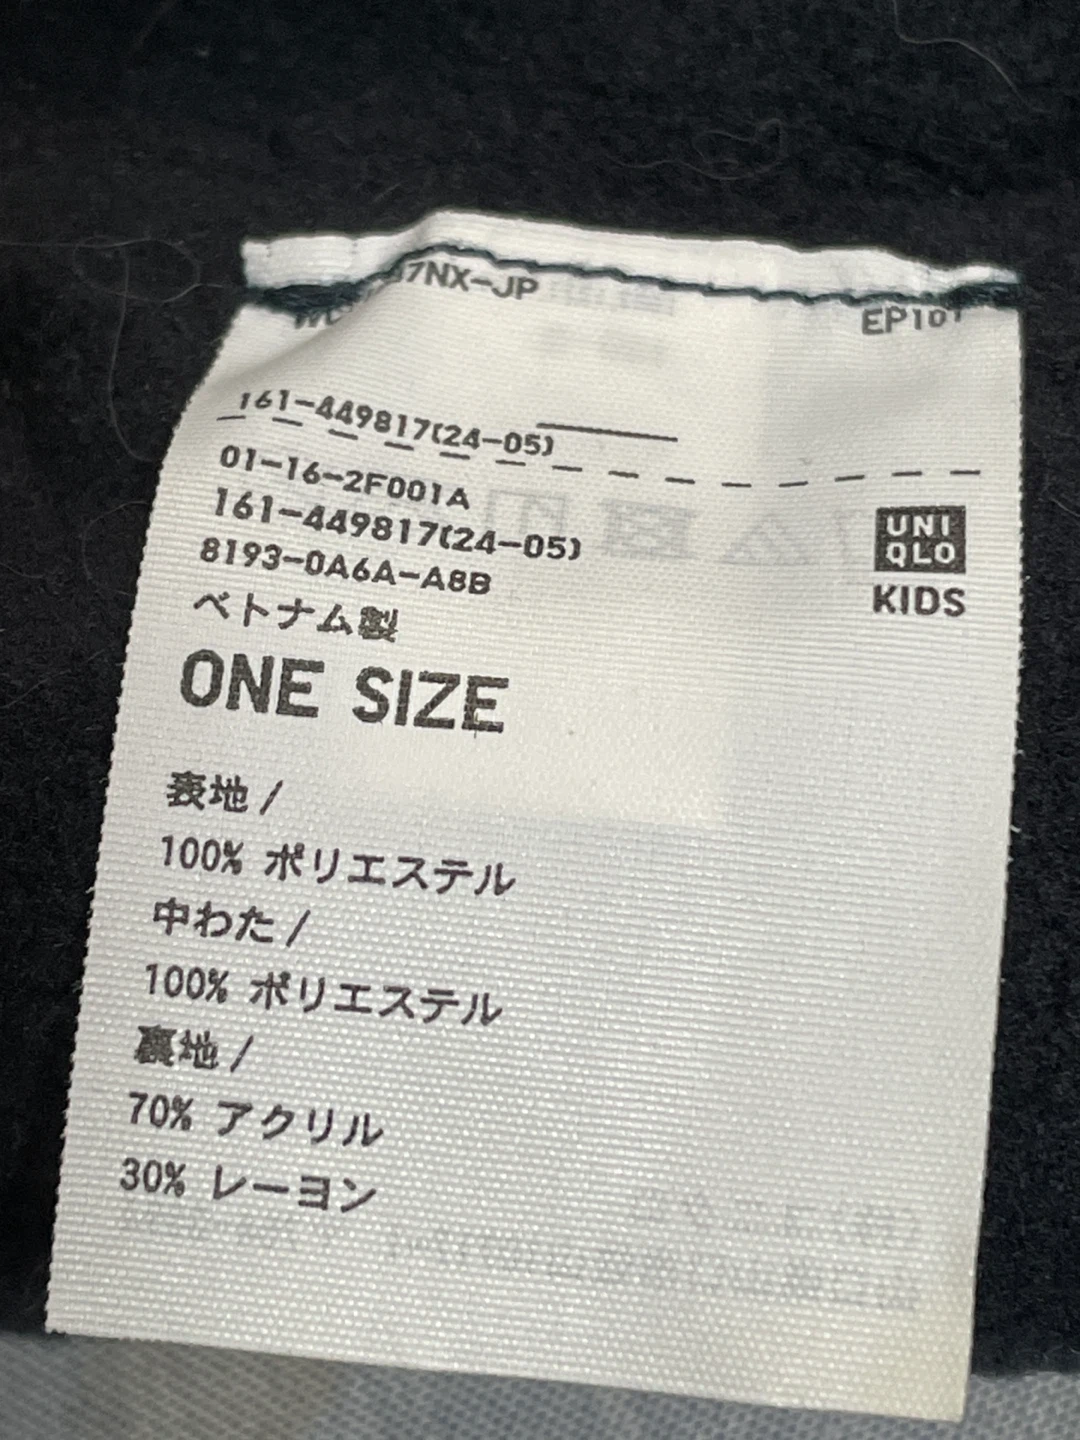 7NX-JP
EP101
161-449817(24-05)
01-16-2F001A
161-449817(24-05)
8193-0A6A-A8B
UNI
QLO
KIDS
ベトナム製
ONE SIZE
表地/
100% ポリエステル
中わた/
100% ポリエステル
裏地/
70% アクリル
30% レーヨン